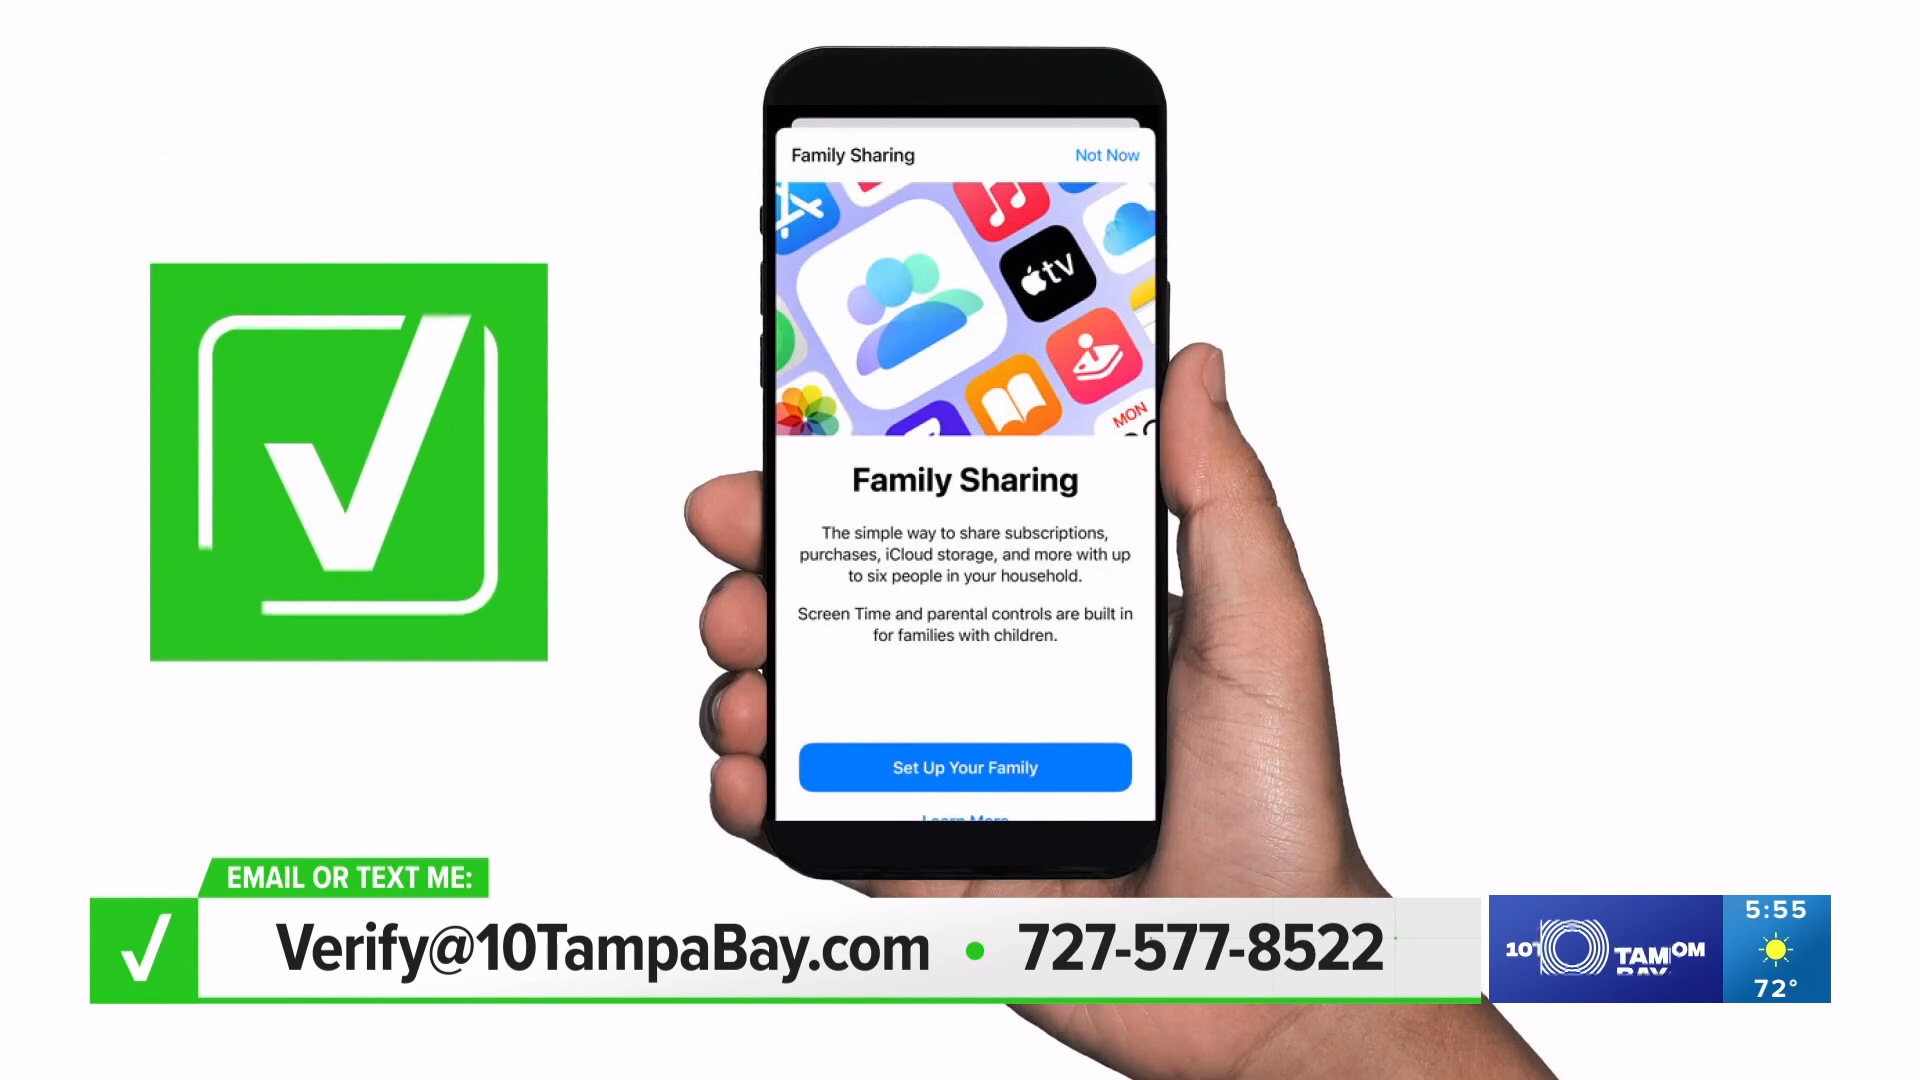 Family Sharing
Not Now
tv
MON
Family Sharing
The simple way to share subscriptions,
purchases, iCloud storage, and more with up
to six people in your household.
Screen Time and parental controls are built in
for families with children.
Set Up Your Family
Learn More
EMAIL OR TEXT ME:
Verify@10TampaBay.com • 727-577-8522
5:55
72°